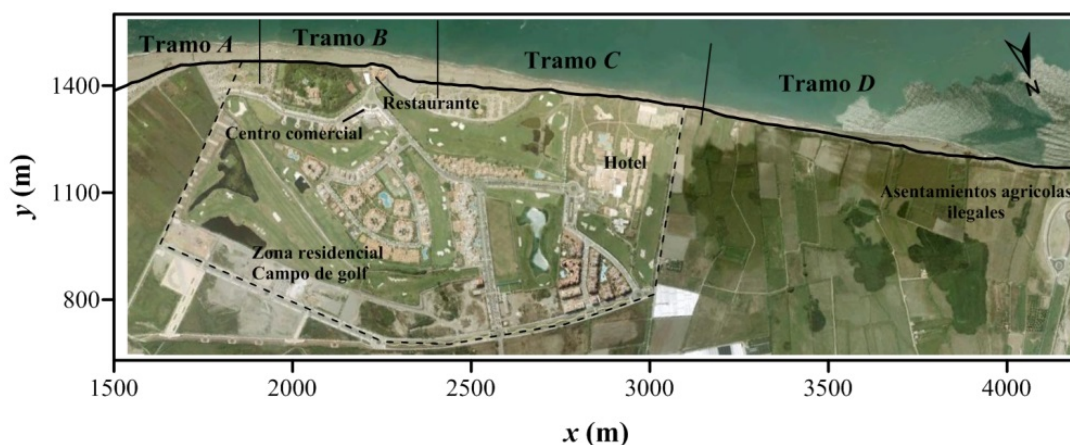 Tramo A
Tramo B
Tramo C
Tramo D
N
Restaurante
Centro comercial
Hotel
Asentamientos agricolas
ilegales
Zona residencial
Campo de golf
1400
1100
800
y (m)
1500
2000
2500
3000
3500
4000
x (m)